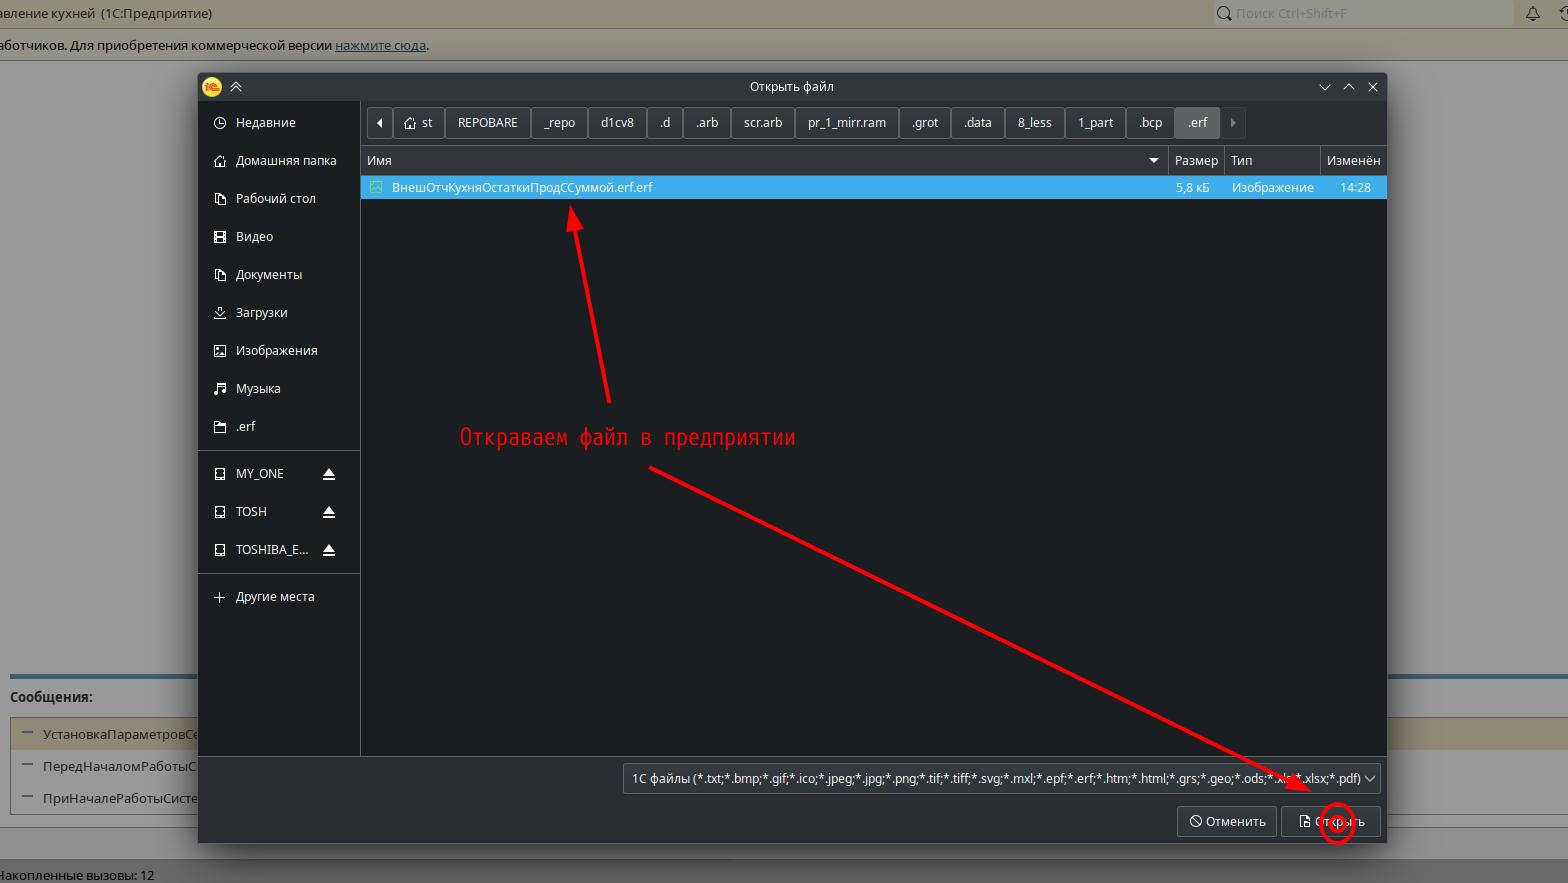 авление кухней (1С:Предприятие)
Поиск Ctrl+Shift+F
аботчиков. Для приобретения коммерческой версии нажмите сюда.
Открыть файл
Недавние
Домашняя папка
Рабочий стол
Видео
Документы
Загрузки
Изображения
Музыка
.erf
MY_ONE
TOSH
TOSHIBA_E...
Другие места
st REPOBARE _repo d1cv8 .d .arb scr.arb pr_1_mirr.ram .grot .data 8_less 1_part .bcp .erf
Имя Размер Тип Изменён
ВнешОтчКухняОстаткиПродССуммой.erf.erf 5,8 кБ Изображение 14:28
Откраваем файл в предприятии
Сообщения:
УстановкаПараметровСе
ПередНачаломРаботыС
ПриНачалеРаботыСисте
1С файлы (*.txt;*.bmp;*.gif;*.ico;*.jpeg;*.jpg;*.png;*.tif;*.tiff;*.svg;*.mxl;*.epf;*.erf;*.htm;*.html;*.grs;*.geo;*.ods;*.xls;*.xlsx;*.pdf)
Отменить Открыть
Накопленные вызовы: 12